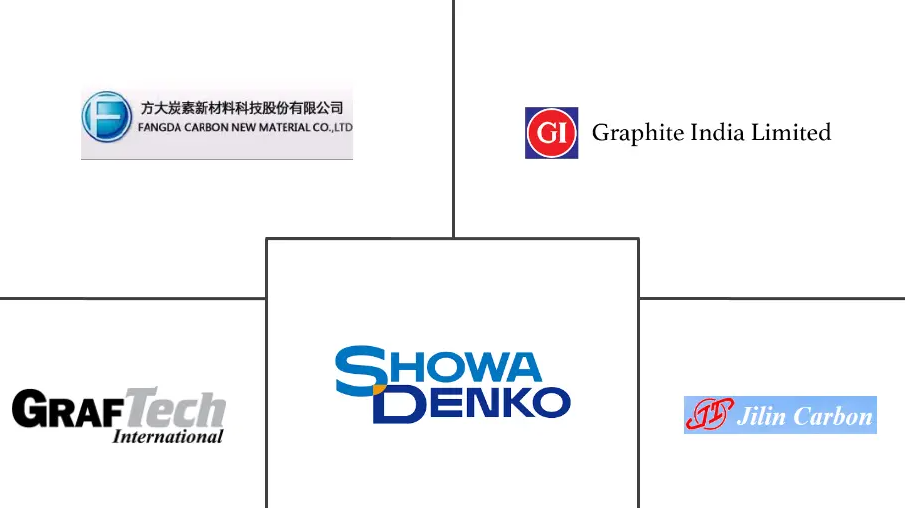 方大炭素新材料科技股份有限公司
FANGDA CARBON NEW MATERIAL CO.,LTD
GI Graphite India Limited
GRAFTech
International
SHOWA
DENKO
Jilin Carbon